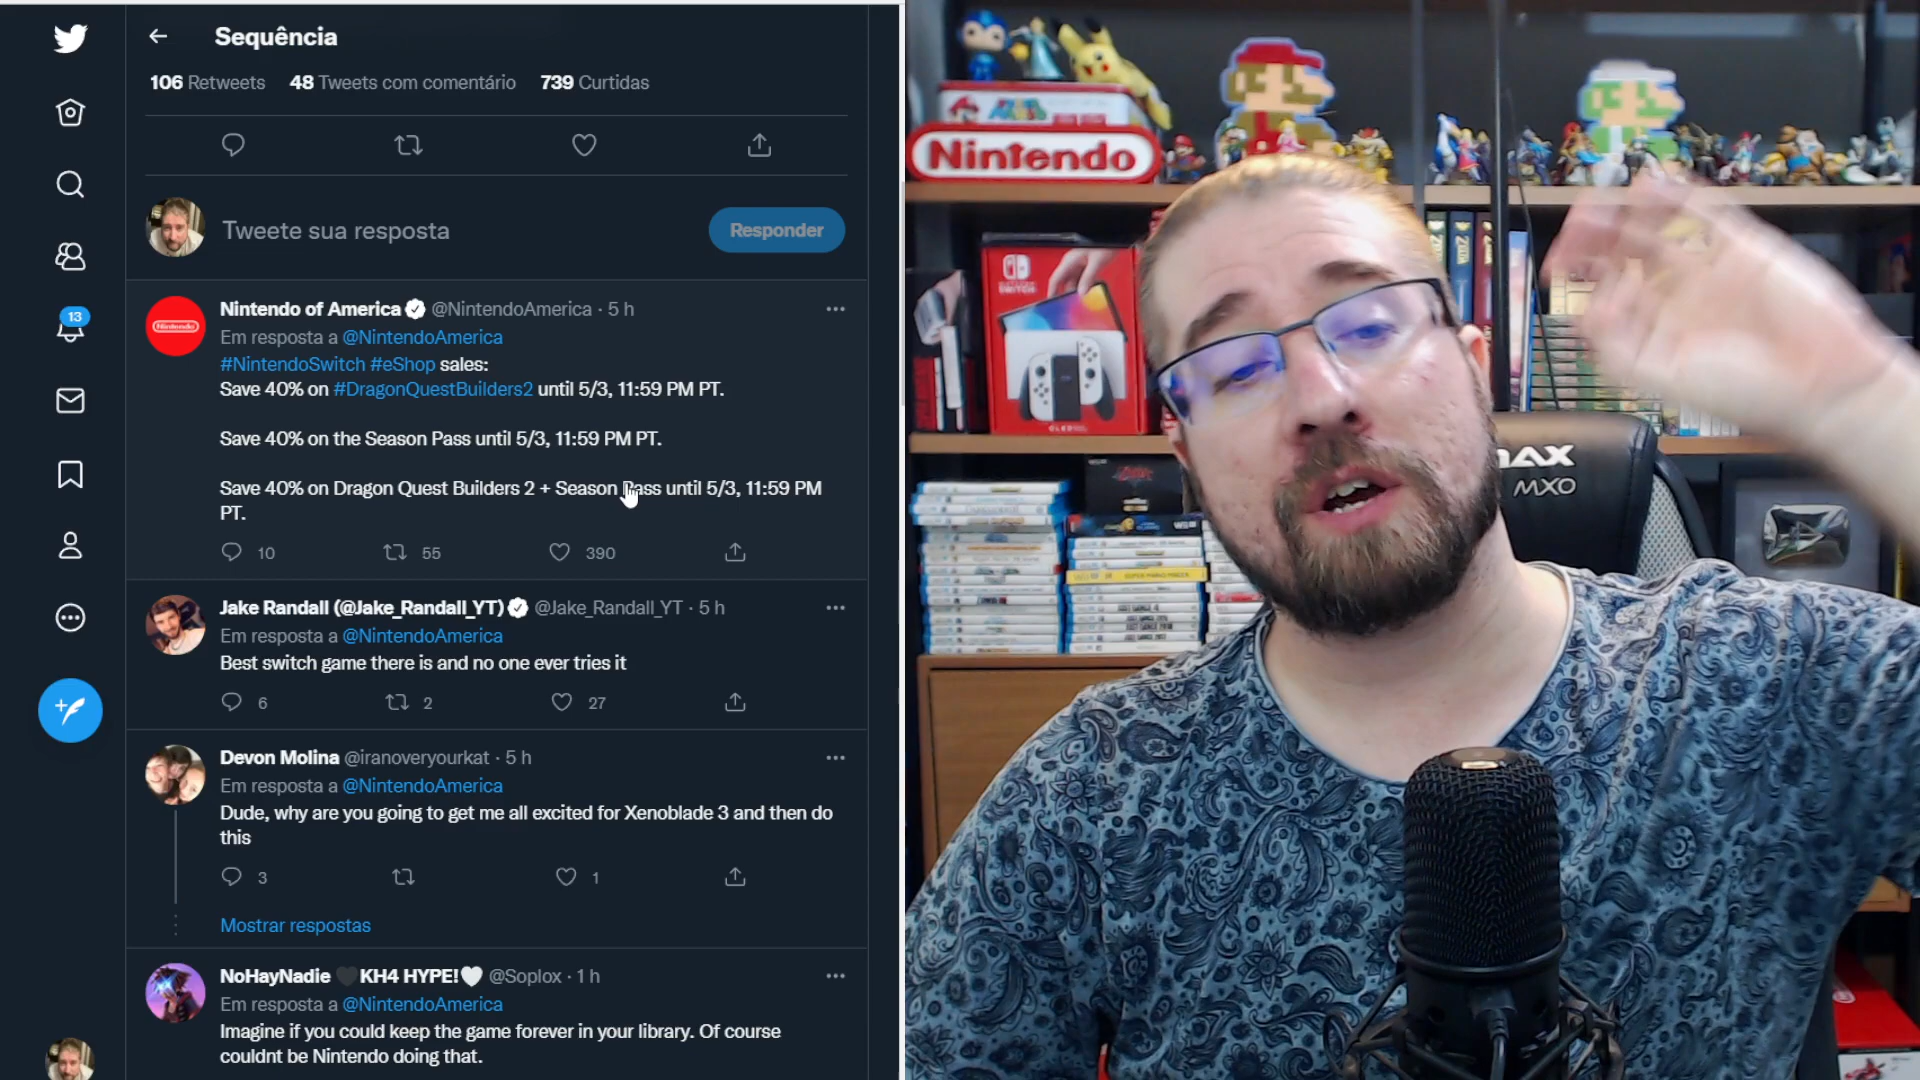 Sequência
106 Retweets 48 Tweets com comentário 739 Curtidas
Tweete sua resposta
Responder
13
Nintendo
Nintendo of America @NintendoAmerica · 5 h
Em resposta a @NintendoAmerica
#NintendoSwitch #eShop sales:
Save 40% on #DragonQuestBuilders2 until 5/3, 11:59 PM PT.
Save 40% on the Season Pass until 5/3, 11:59 PM PT.
Save 40% on Dragon Quest Builders 2 + Season Pass until 5/3, 11:59 PM
PT.
10 55 390
Jake Randall (@Jake_Randall_YT) @Jake_Randall_YT · 5 h
Em resposta a @NintendoAmerica
Best switch game there is and no one ever tries it
6 2 27
Devon Molina @iranoveryourkat · 5 h
Em resposta a @NintendoAmerica
Dude, why are you going to get me all excited for Xenoblade 3 and then do
this
3 1
Mostrar respostas
NoHayNadie 🖤KH4 HYPE!🤍 @Soplox · 1 h
Em resposta a @NintendoAmerica
Imagine if you could keep the game forever in your library. Of course
couldnt be Nintendo doing that.
Nintendo
SWITCH
MXO